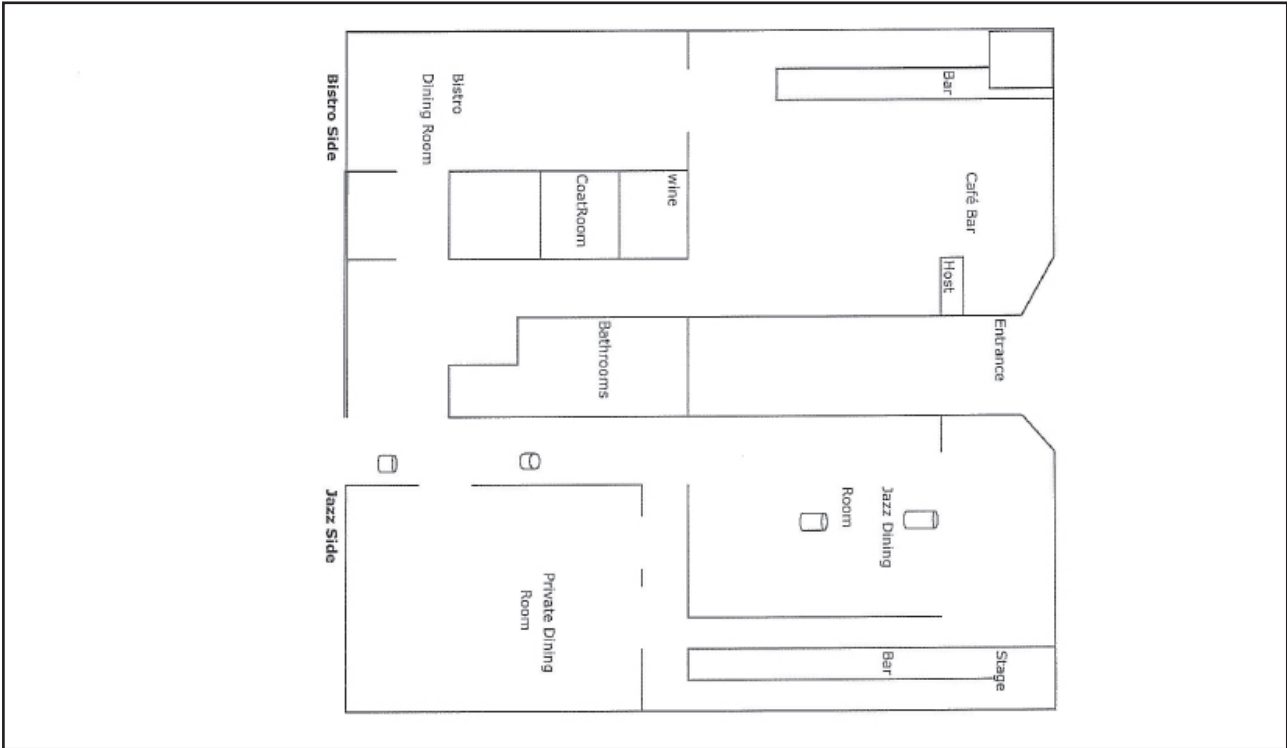 Bistro Side
Bistro
Dining Room
CoatRoom
wine
Bar
Café Bar
Host
Entrance
Bathrooms
Jazz Side
Jazz Dining
Room
Private Dining
Room
Bar
Stage